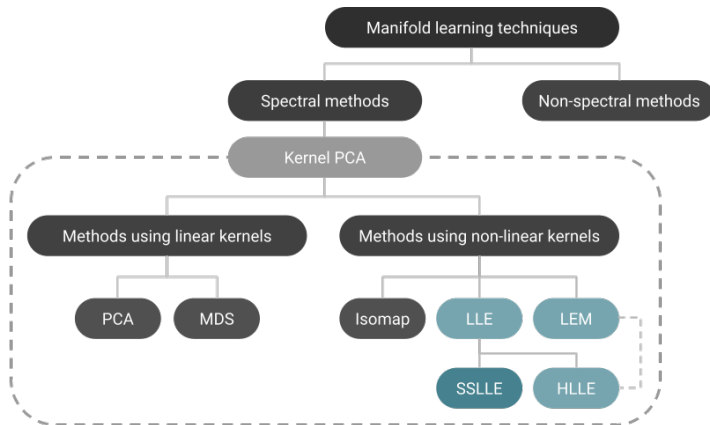 Manifold learning techniques
Spectral methods
Non-spectral methods
Kernel PCA
Methods using linear kernels
Methods using non-linear kernels
PCA
MDS
Isomap
LLE
LEM
SSLLE
HLLE